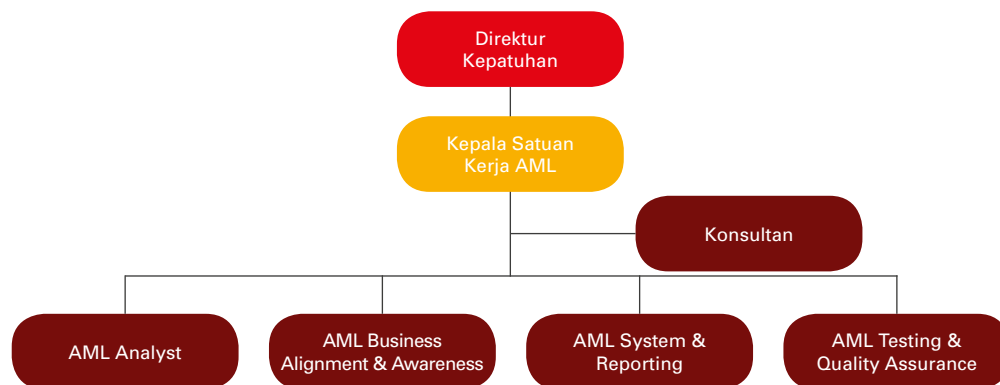 Direktur
Kepatuhan
Kepala Satuan
Kerja AML
Konsultan
AML Analyst
AML Business
Alignment & Awareness
AML System &
Reporting
AML Testing &
Quality Assurance